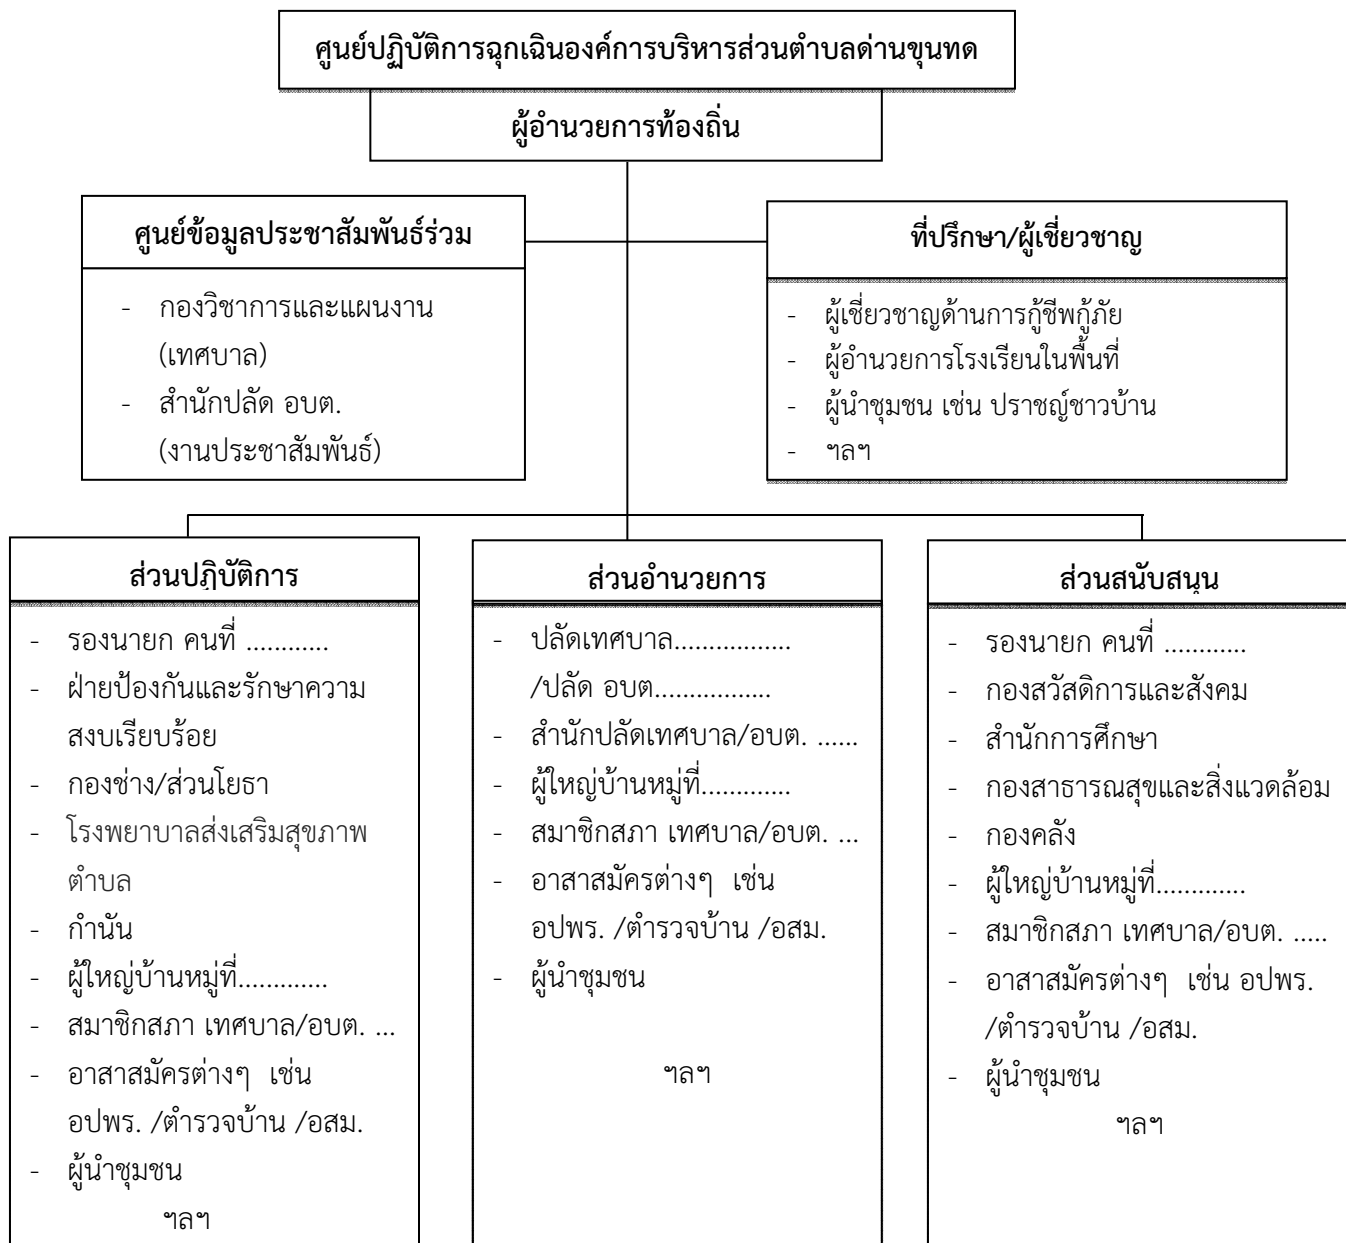 ศูนย์ปฏิบัติการฉุกเฉินองค์การบริหารส่วนตำบลด่านขุนทด
ผู้อำนวยการท้องถิ่น
ศูนย์ข้อมูลประชาสัมพันธ์ร่วม
- กองวิชาการและแผนงาน
(เทศบาล)
- สำนักปลัด อบต.
(งานประชาสัมพันธ์)
ที่ปรึกษา/ผู้เชี่ยวชาญ
- ผู้เชี่ยวชาญด้านการกู้ชีพกู้ภัย
- ผู้อำนวยการโรงเรียนในพื้นที่
- ผู้นำชุมชน เช่น ปราชญ์ชาวบ้าน
- ฯลฯ
ส่วนปฏิบัติการ
- รองนายก คนที่ ............
- ฝ่ายป้องกันและรักษาความ
สงบเรียบร้อย
- กองช่าง/ส่วนโยธา
- โรงพยาบาลส่งเสริมสุขภาพ
ตำบล
- กำนัน
- ผู้ใหญ่บ้านหมู่ที่.............
- สมาชิกสภา เทศบาล/อบต. ...
- อาสาสมัครต่างๆ เช่น
อปพร. /ตำรวจบ้าน /อสม.
- ผู้นำชุมชน
ฯลฯ
ส่วนอำนวยการ
- ปลัดเทศบาล.................
/ปลัด อบต.................
- สำนักปลัดเทศบาล/อบต. ......
- ผู้ใหญ่บ้านหมู่ที่.............
- สมาชิกสภา เทศบาล/อบต. ...
- อาสาสมัครต่างๆ เช่น
อปพร. /ตำรวจบ้าน /อสม.
- ผู้นำชุมชน
ฯลฯ
ส่วนสนับสนุน
- รองนายก คนที่ ............
- กองสวัสดิการและสังคม
- สำนักการศึกษา
- กองสาธารณสุขและสิ่งแวดล้อม
- กองคลัง
- ผู้ใหญ่บ้านหมู่ที่.............
- สมาชิกสภา เทศบาล/อบต. .....
- อาสาสมัครต่างๆ เช่น อปพร.
/ตำรวจบ้าน /อสม.
- ผู้นำชุมชน
ฯลฯ